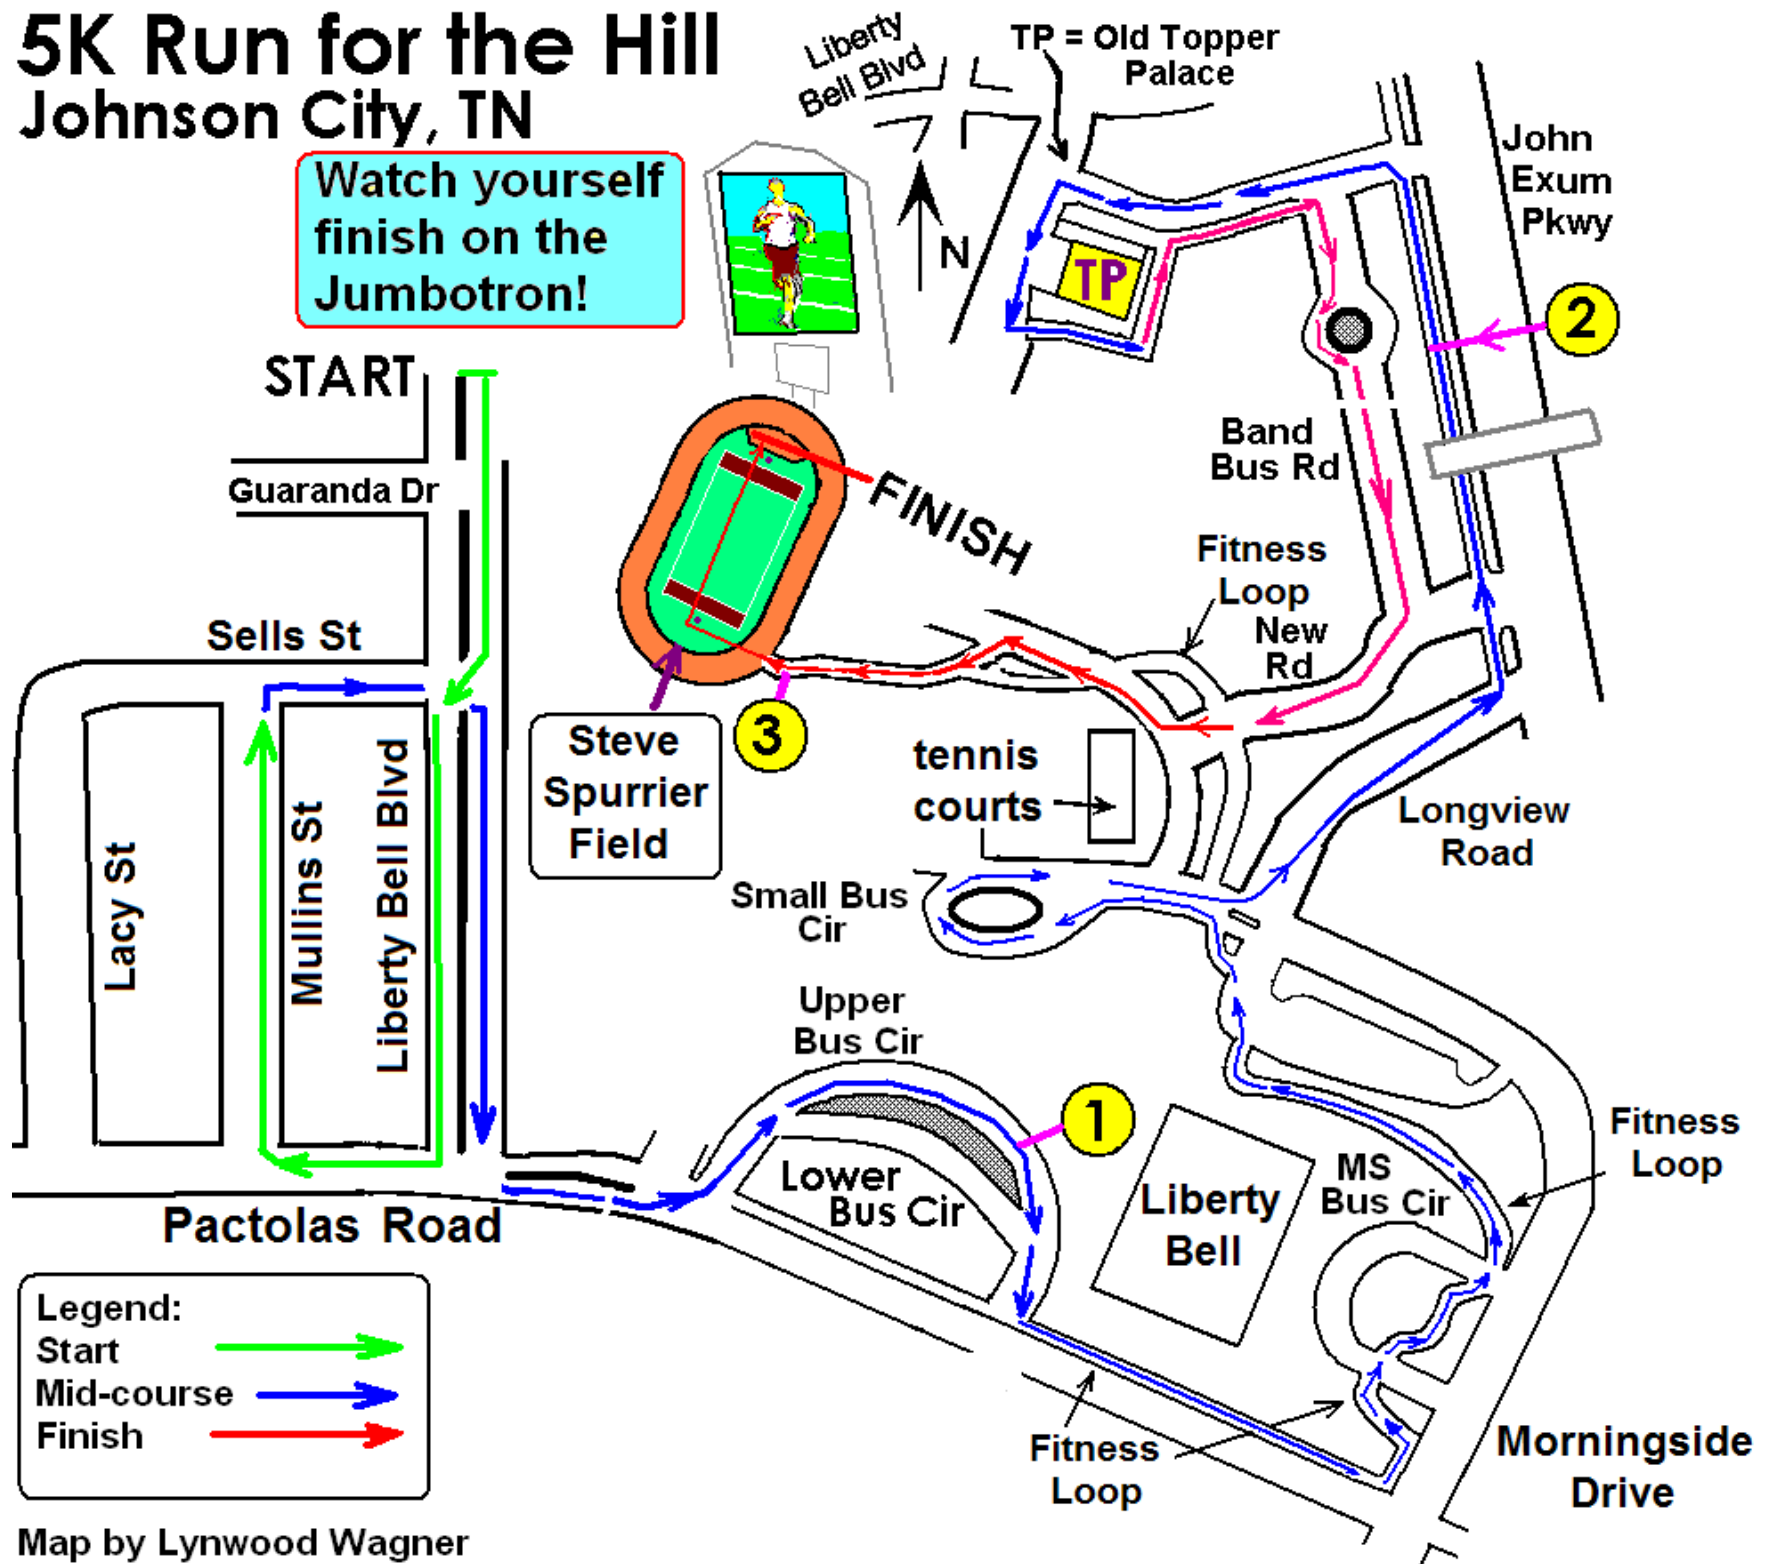 5K Run for the Hill
Johnson City, TN
Watch yourself
finish on the
Jumbotron!
Liberty
Bell Blvd
TP = Old Topper
Palace
John
Exum
Pkwy
N
TP
2
START
Guaranda Dr
FINISH
Band
Bus Rd
Fitness
Loop
New
Rd
Sells St
Steve
Spurrier
Field
3
tennis
courts
Longview
Road
Lacy St
Mullins St
Liberty Bell Blvd
Small Bus
Cir
Upper
Bus Cir
1
Lower
Bus Cir
Liberty
Bell
MS
Bus Cir
Fitness
Loop
Pactolas Road
Legend:
Start
Mid-course
Finish
Fitness
Loop
Morningside
Drive
Map by Lynwood Wagner